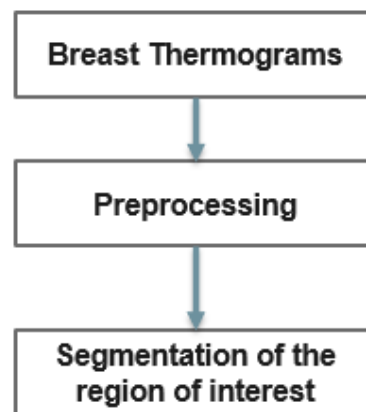 Breast Thermograms
Preprocessing
Segmentation of the
region of interest